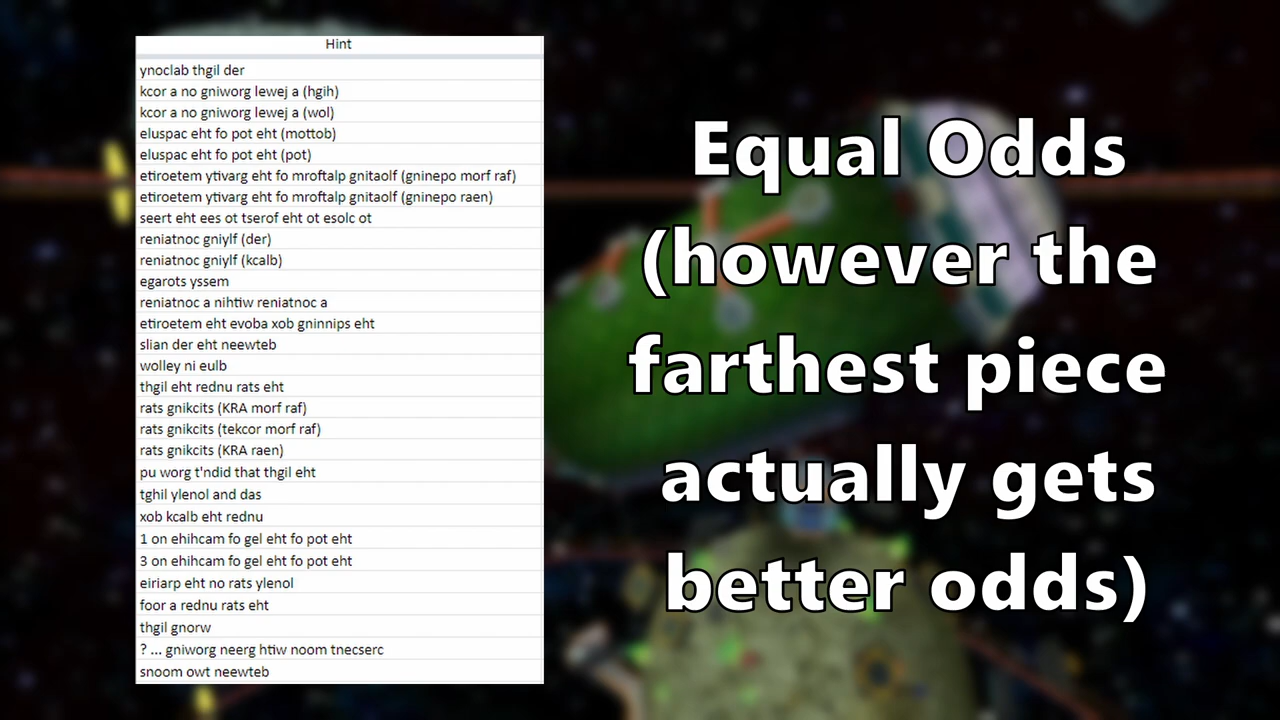 Hint
ynoclab thgil der
kcor a no gniworg lewej a (hgih)
kcor a no gniworg lewej a (wol)
eluspac eht fo pot eht (mottob)
eluspac eht fo pot eht (pot)
etiroetem ytivarg eht fo mroftalp gnitaolf (gninepo morf raf)
etiroetem ytivarg eht fo mroftalp gnitaolf (gninepo raen)
seert eht ees ot tserof eht ot esolc ot
reniatnoc gniylf (der)
reniatnoc gniylf (kcalb)
egarots yssem
reniatnoc a nihtiw reniatnoc a
etiroetem eht evoba xob gninnips eht
slian der eht neewteb
wolley ni eulb
thgil eht rednu rats eht
rats gnikcits (KRA morf raf)
rats gnikcits (tekcor morf raf)
rats gnikcits (KRA raen)
pu worg t'ndid that thgil eht
tghil ylenol and das
xob kcalb eht rednu
1 on ehihcam fo gel eht fo pot eht
3 on ehihcam fo gel eht fo pot eht
eiriarp eht no rats ylenol
foor a rednu rats eht
thgil gnorw
? ... gniworg neerg htiw noom tnecserc
snoom owt neewteb
Equal Odds
(however the
farthest piece
actually gets
better odds)